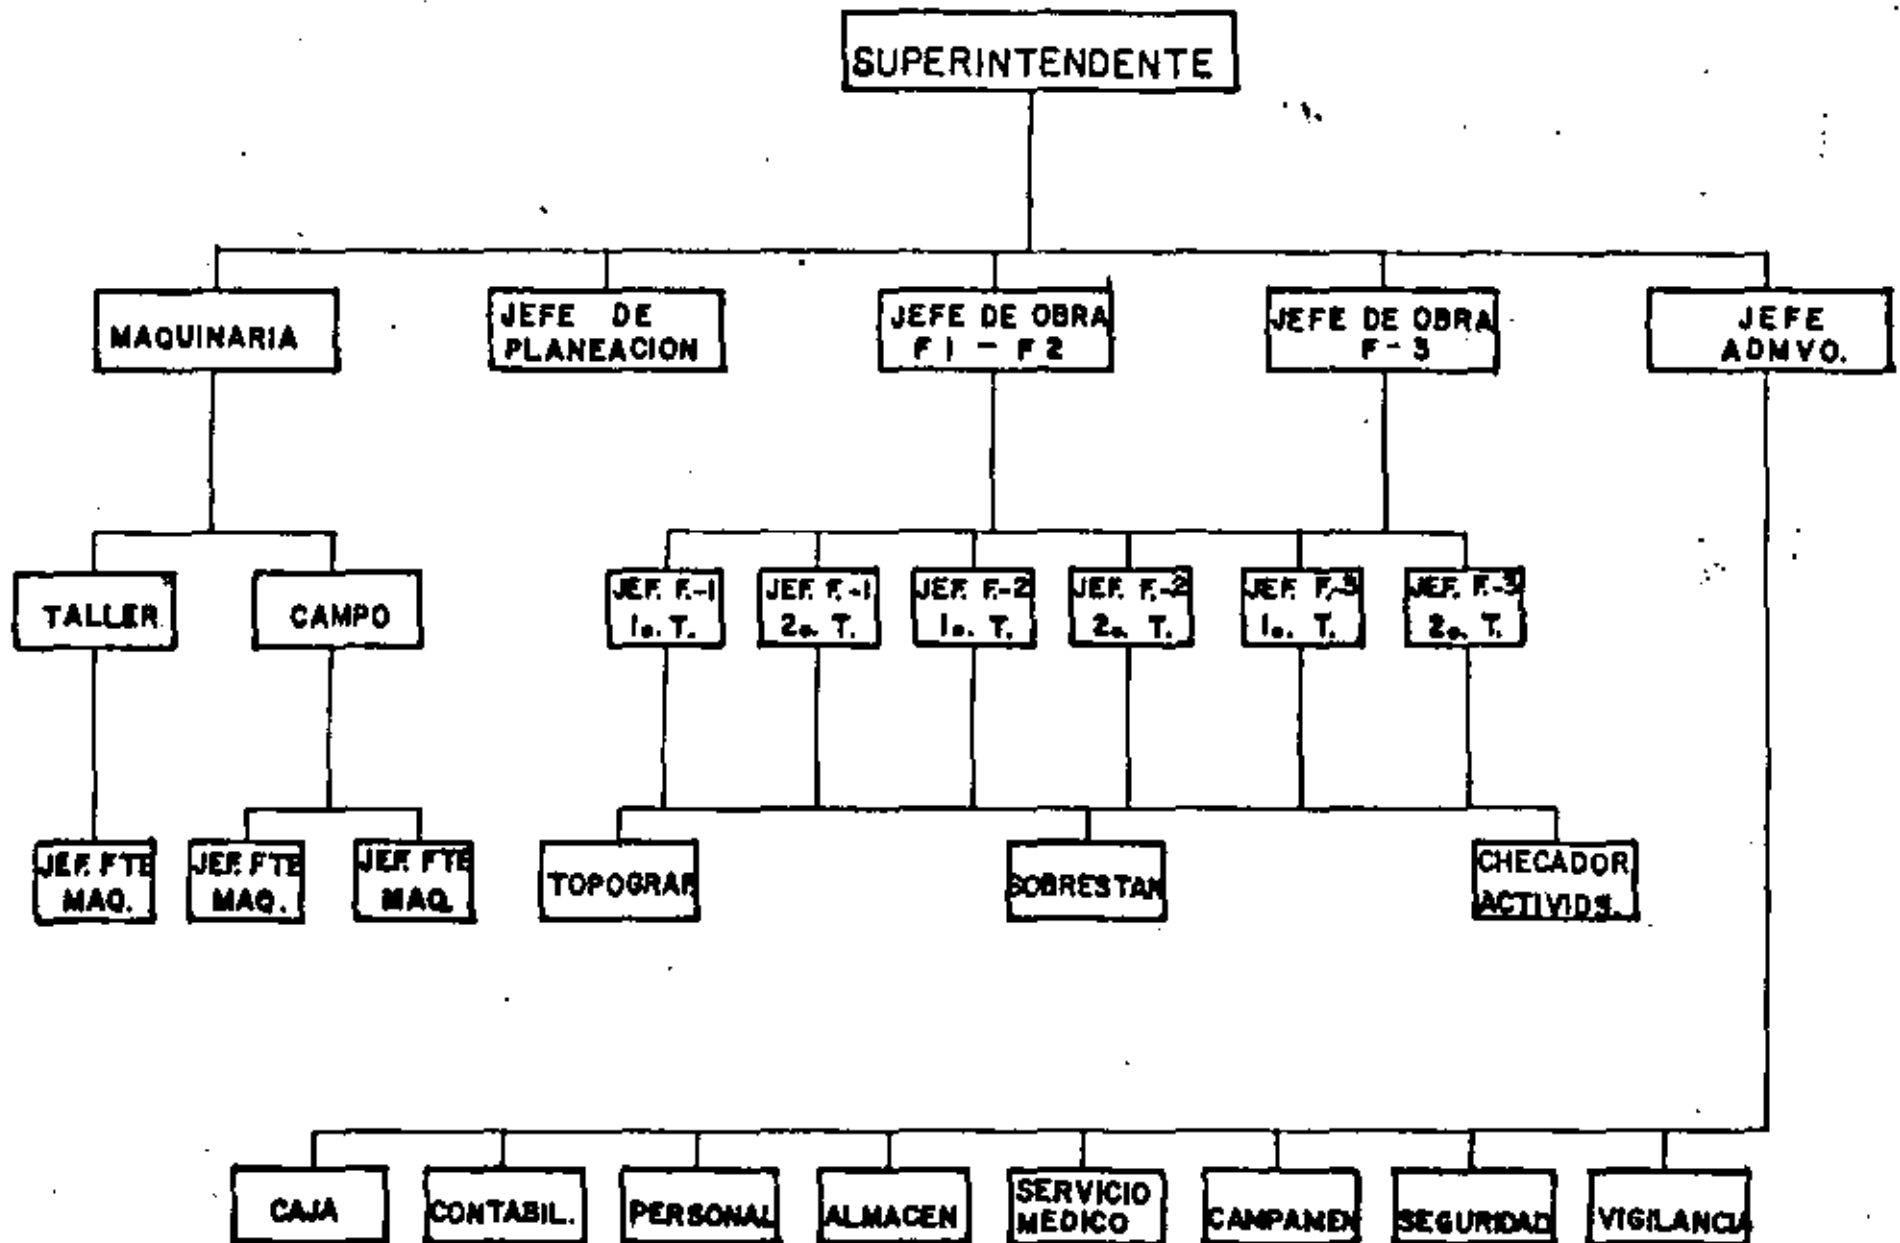 SUPERINTENDENTE
MAQUINARIA
JEFE DE
PLANEACION
JEFE DE OBRA
F 1 - F 2
JEFE DE OBRA
F - 3
JEFE
ADMVO.
TALLER
CAMPO
JEF. F.-1
1o. T.
JEF. F.-1
2o. T.
JEF. F.-2
1o. T.
JEF. F.-2
2o. T.
JEF. F.-3
1o. T.
JEF. F.-3
2o. T.
JEF. FTE
MAQ.
JEF. FTE
MAQ.
JEF. FTE
MAQ.
TOPOGRAF
SOBRESTAN
CHECADOR
ACTIVIDS.
CAJA
CONTABIL.
PERSONAL
ALMACEN
SERVICIO
MEDICO
CAMPAMEN
SEGURIDAD
VIGILANCIA